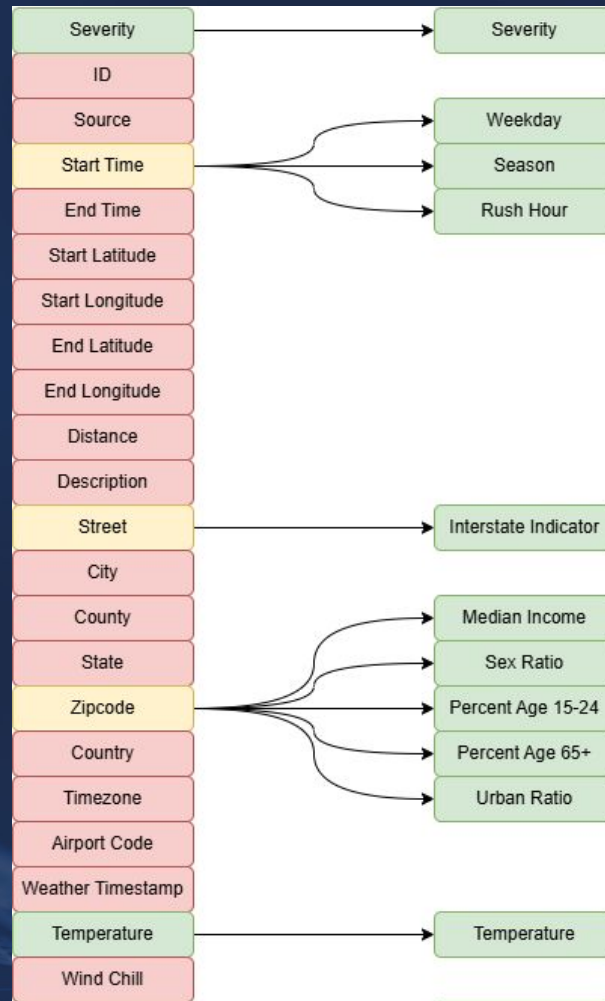 Severity
Severity
ID
Source
Weekday
Start Time
Season
End Time
Rush Hour
Start Latitude
Start Longitude
End Latitude
End Longitude
Distance
Description
Street
Interstate Indicator
City
County
Median Income
State
Sex Ratio
Zipcode
Percent Age 15-24
Country
Percent Age 65+
Timezone
Urban Ratio
Airport Code
Weather Timestamp
Temperature
Temperature
Wind Chill